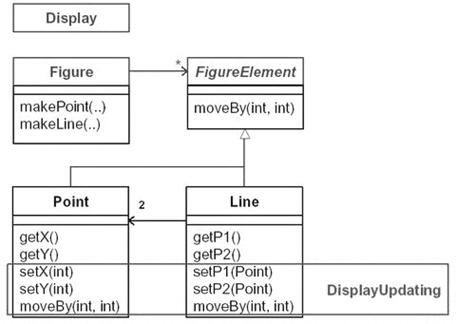 Display
Figure
*
FigureElement
makePoint(..)
makeLine(..)
moveBy(int, int)
Point
2
Line
getX()
getY()
setX(int)
setY(int)
moveBy(int, int)
getP1()
getP2()
setP1(Point)
setP2(Point)
moveBy(int, int)
DisplayUpdating